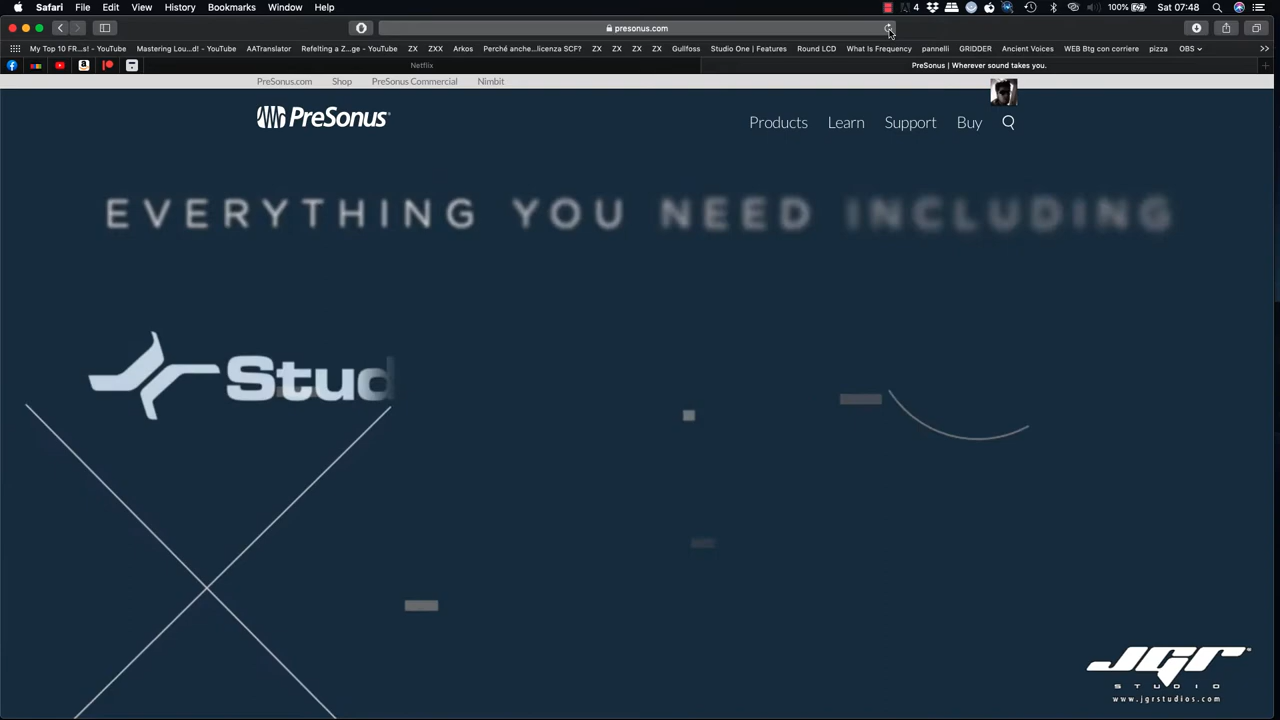 Safari File Edit View History Bookmarks Window Help 4 100% Sat 07:48
presonus.com
My Top 10 FR...s! - YouTube Mastering Lou...d! - YouTube AATranslator Refelting a Z...ge - YouTube ZX ZXX Arkos Perché anche...licenza SCF? ZX ZX ZX ZX Gullfoss Studio One | Features Round LCD What Is Frequency pannelli GRIDDER Ancient Voices WEB Btg con corriere pizza OBS
Netflix PreSonus | Wherever sound takes you.
PreSonus.com Shop PreSonus Commercial Nimbit
PreSonus
Products Learn Support Buy
EVERYTHING YOU NEED INCLUDING
Stud
JGR
STUDIO
www.jgrstudios.com